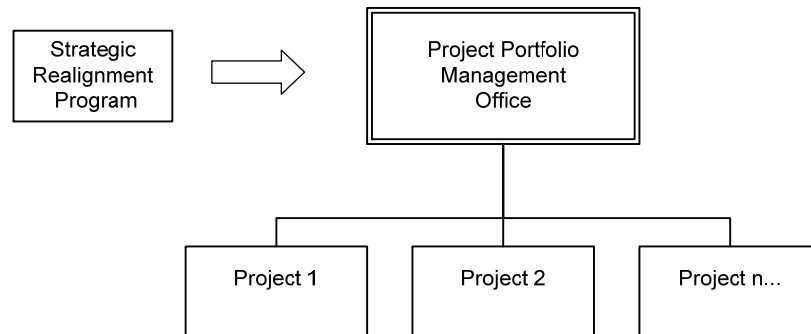 Strategic
Realignment
Program
Project Portfolio
Management
Office
Project 1
Project 2
Project n...